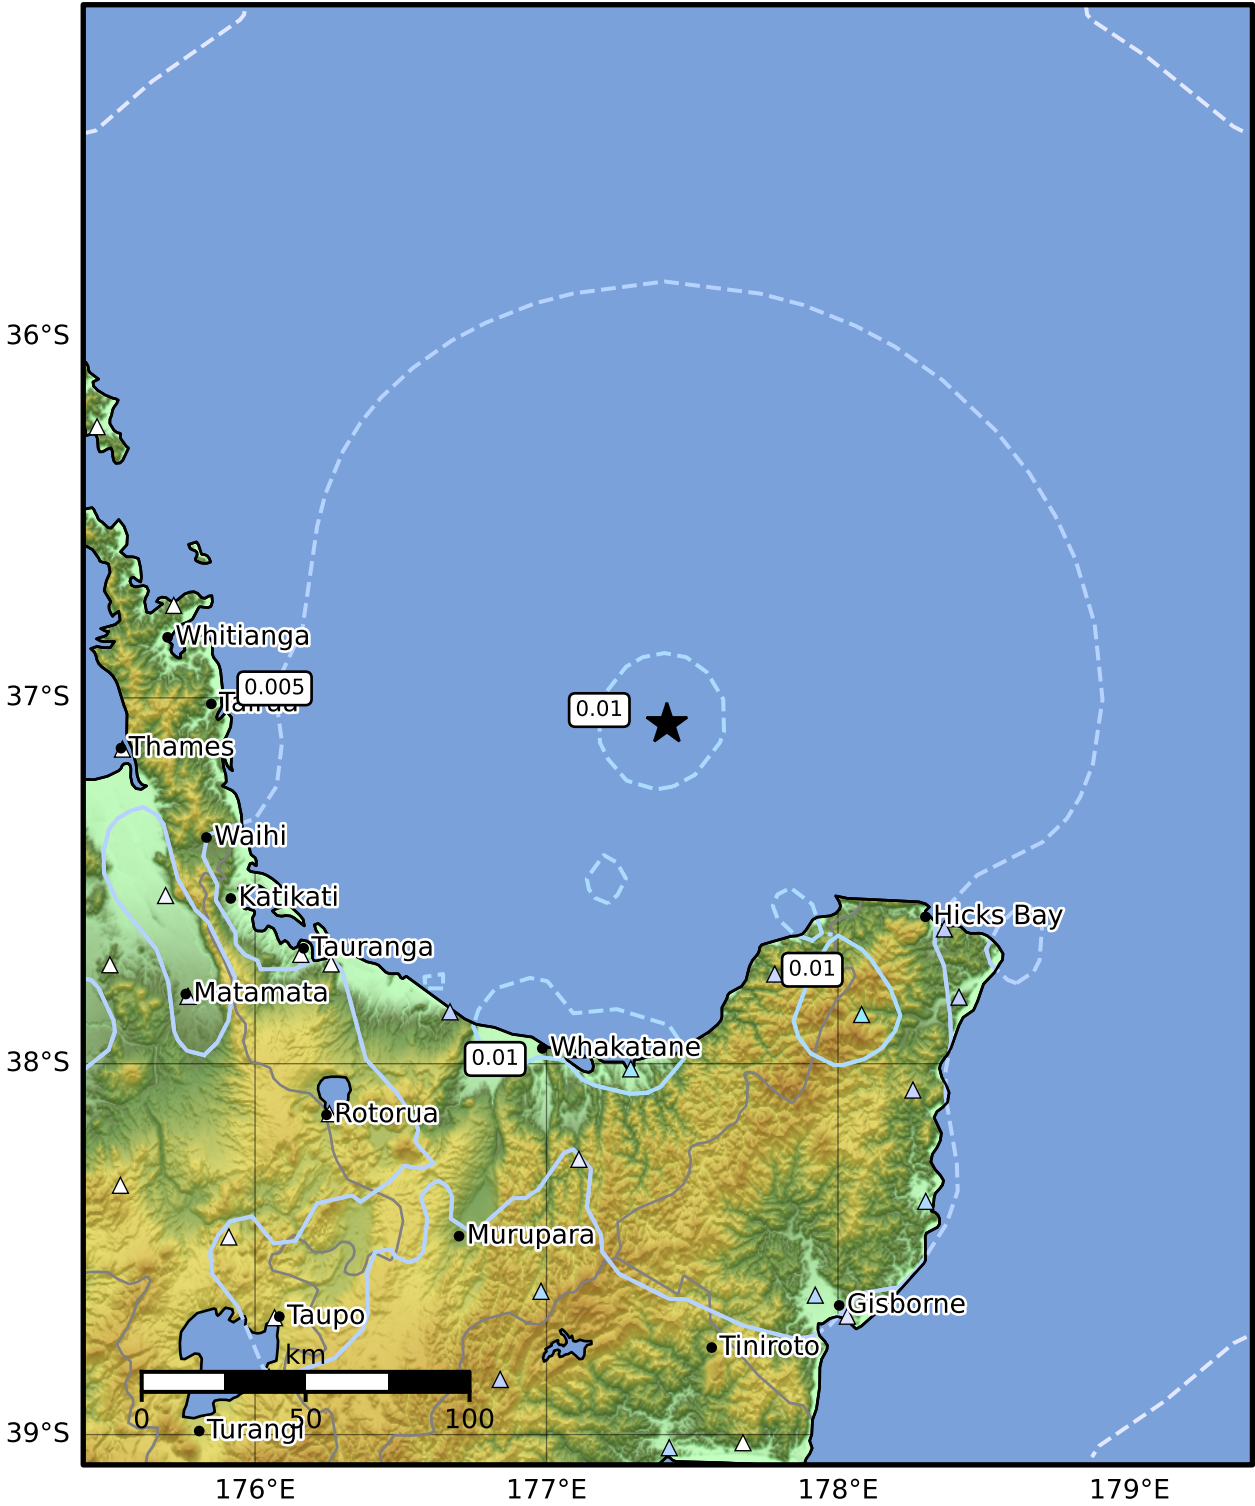 36°S
Whitianga
0.005
37°S
Tairua
0.01
Thames
Waihi
Katikati
Hicks Bay
Tauranga
0.01
Matamata
Whakatane
0.01
38°S
Rotorua
Murupara
Gisborne
Taupo
Tiniroto
km
0 50 100
Turangi
39°S
176°E 177°E 178°E 179°E